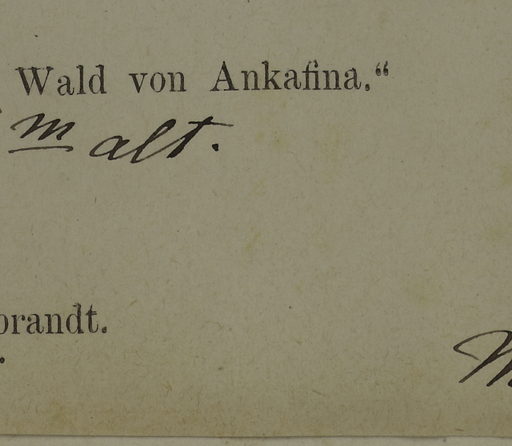 Wald von Ankafina.“
m alt.
brandt.